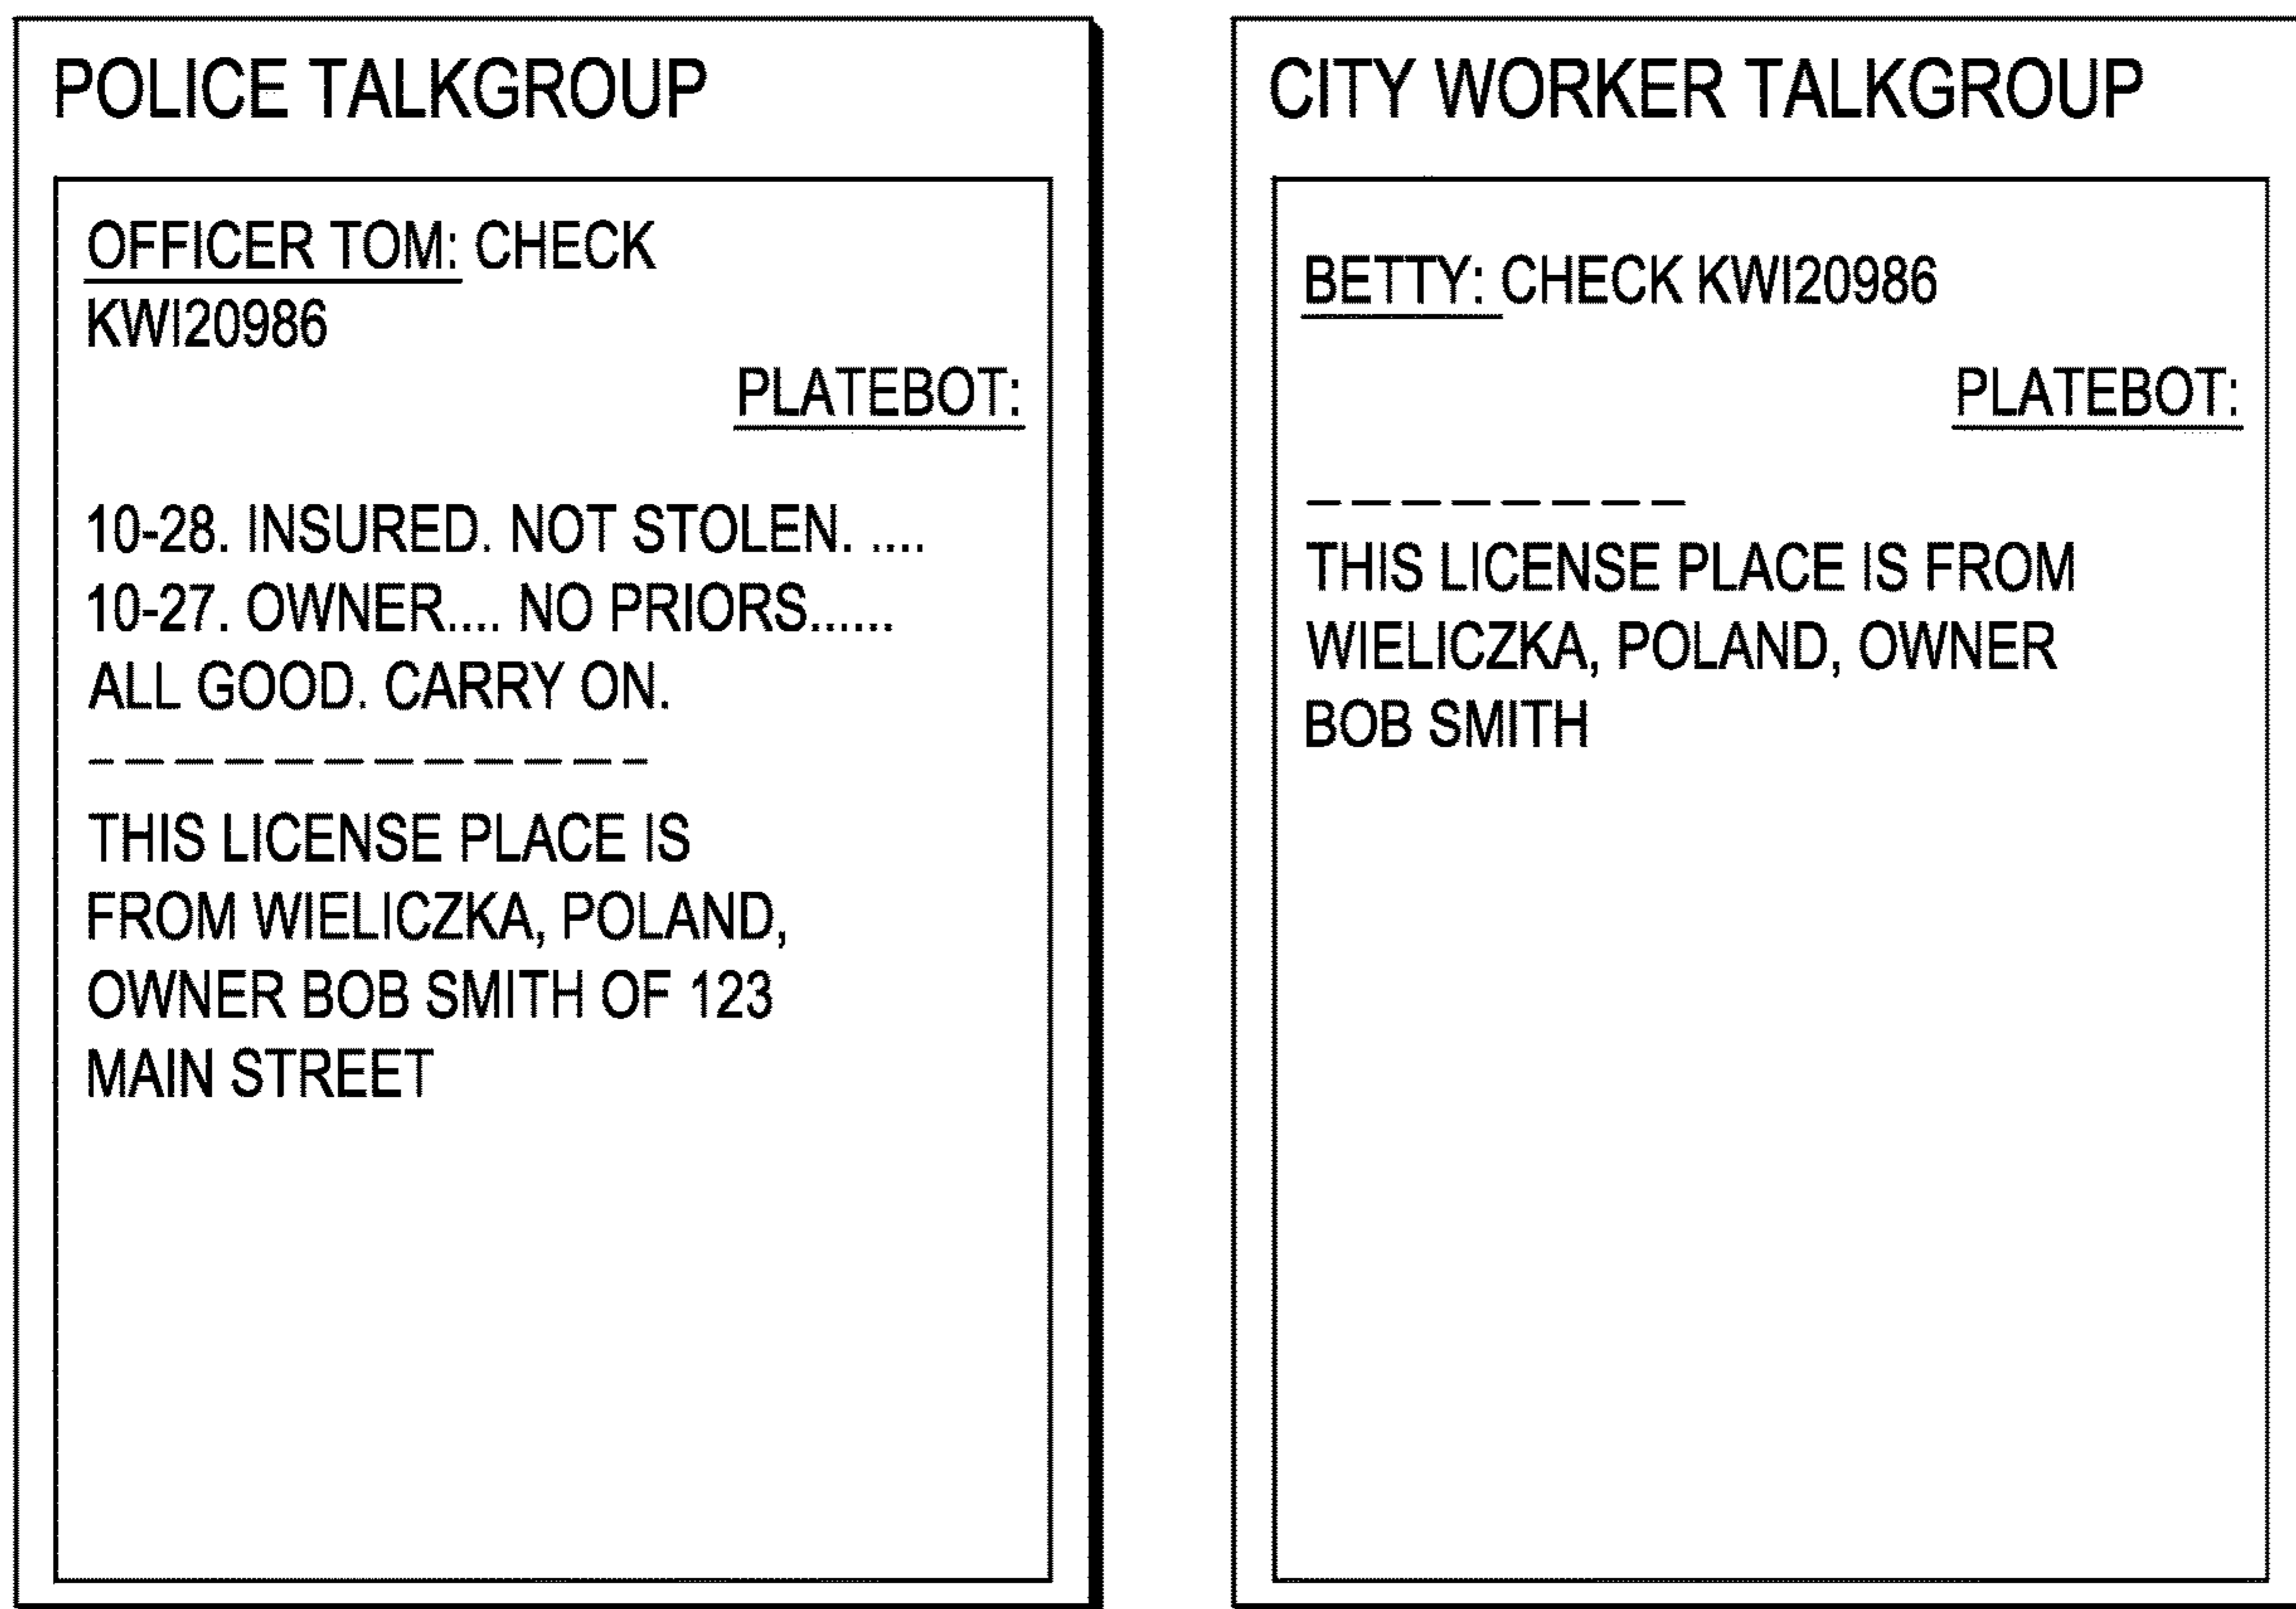 POLICE TALKGROUP
OFFICER TOM: CHECK
KWI20986
PLATEBOT:
10-28. INSURED. NOT STOLEN. ....
10-27. OWNER.... NO PRIORS......
ALL GOOD. CARRY ON.
THIS LICENSE PLACE IS
FROM WIELICZKA, POLAND,
OWNER BOB SMITH OF 123
MAIN STREET
CITY WORKER TALKGROUP
BETTY: CHECK KWI20986
PLATEBOT:
THIS LICENSE PLACE IS FROM
WIELICZKA, POLAND, OWNER
BOB SMITH